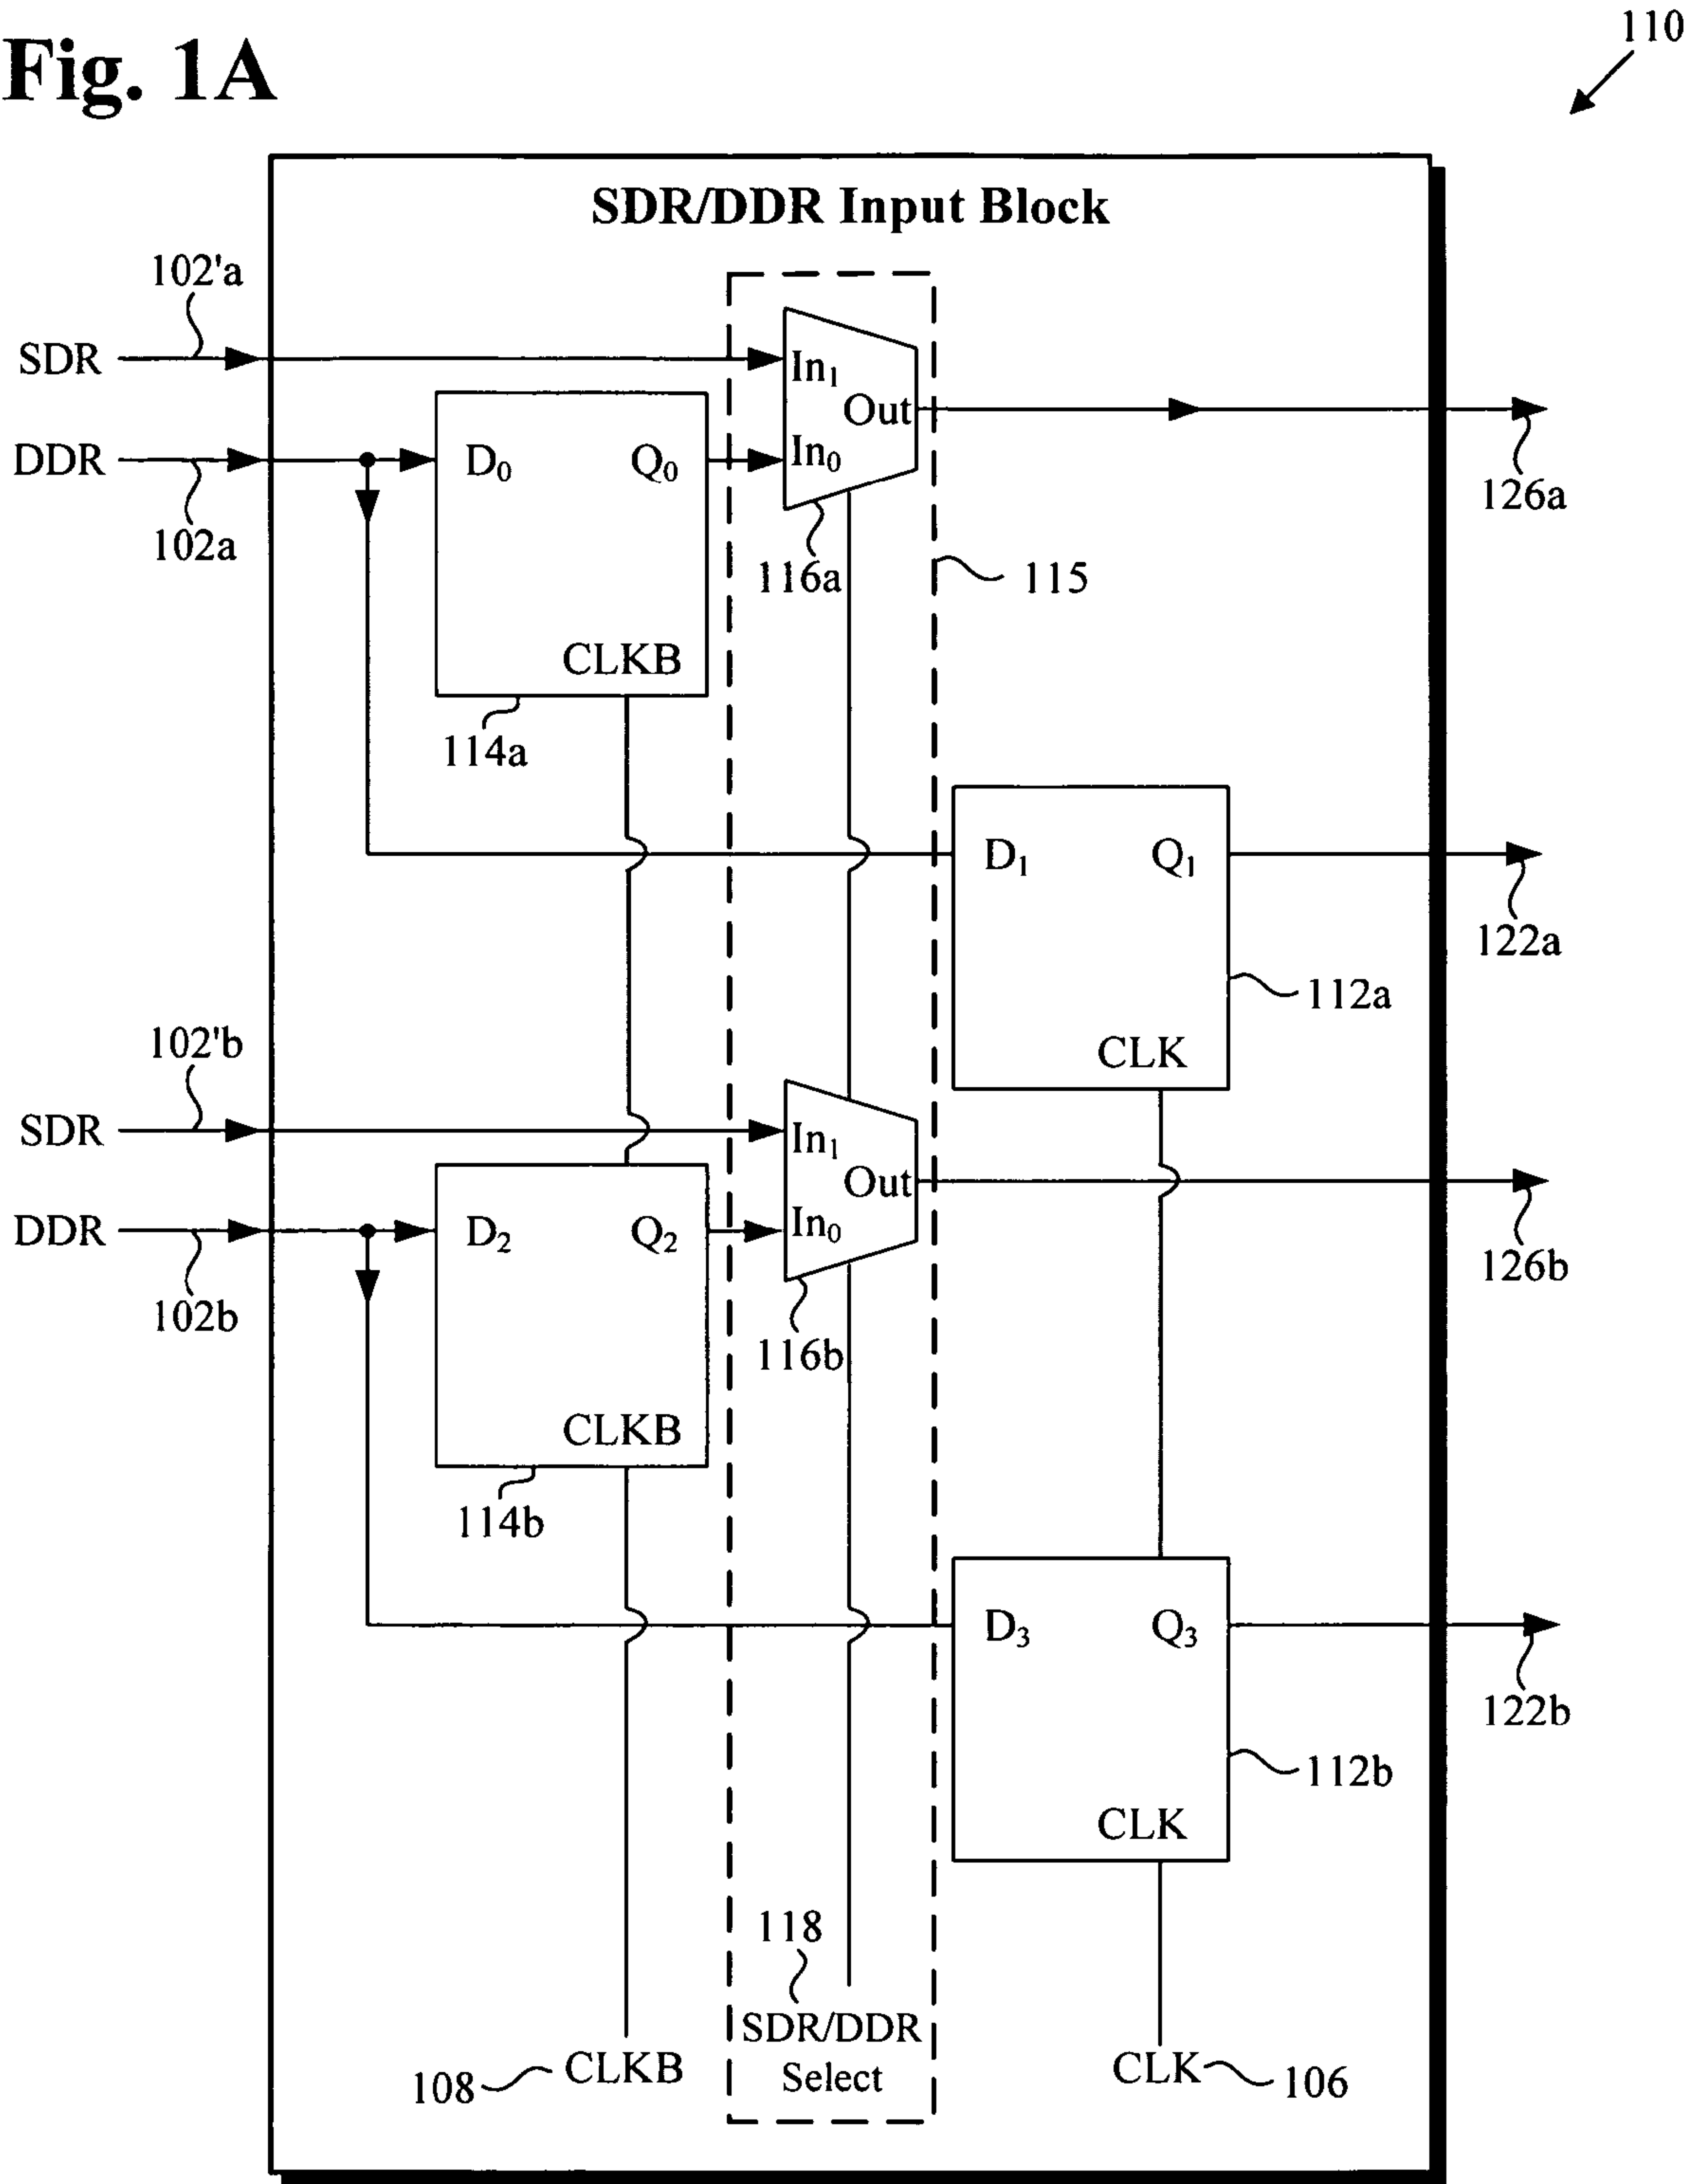 Fig. 1A
110
SDR/DDR Input Block
102'a
SDR
In1
Out
DDR
D0
Q0
In0
126a
102a
116a
115
CLKB
114a
D1
Q1
122a
112a
102'b
CLK
SDR
In1
Out
DDR
D2
Q2
In0
126b
102b
116b
CLKB
114b
D3
Q3
122b
112b
CLK
118
SDR/DDR
Select
108
CLKB
CLK
106